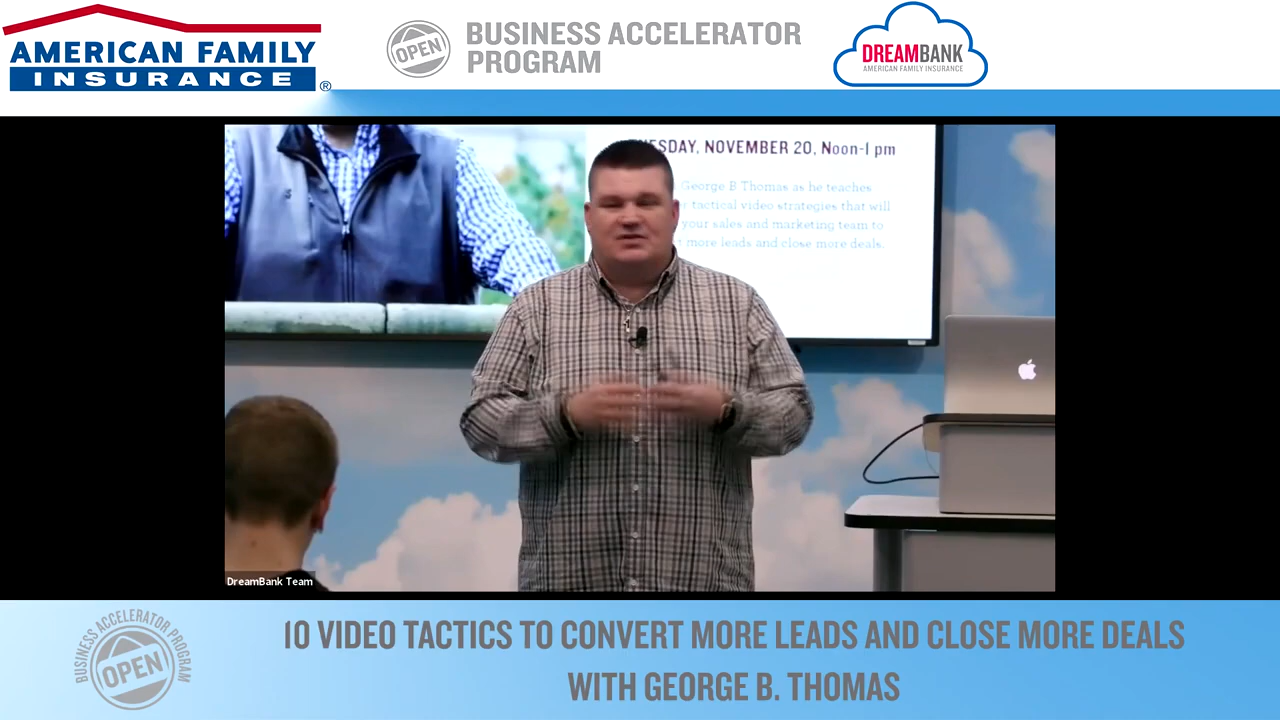 AMERICAN FAMILY
INSURANCE ®
OPEN
BUSINESS ACCELERATOR
PROGRAM
DREAMBANK
AMERICAN FAMILY INSURANCE
NOVEMBER 20, Noon-1 pm
George B Thomas as he teaches
tactical video strategies that will
your sales and marketing team to
more leads and close more deals.
DreamBank Team
BUSINESS ACCELERATOR PROGRAM
OPEN
10 VIDEO TACTICS TO CONVERT MORE LEADS AND CLOSE MORE DEALS
WITH GEORGE B. THOMAS